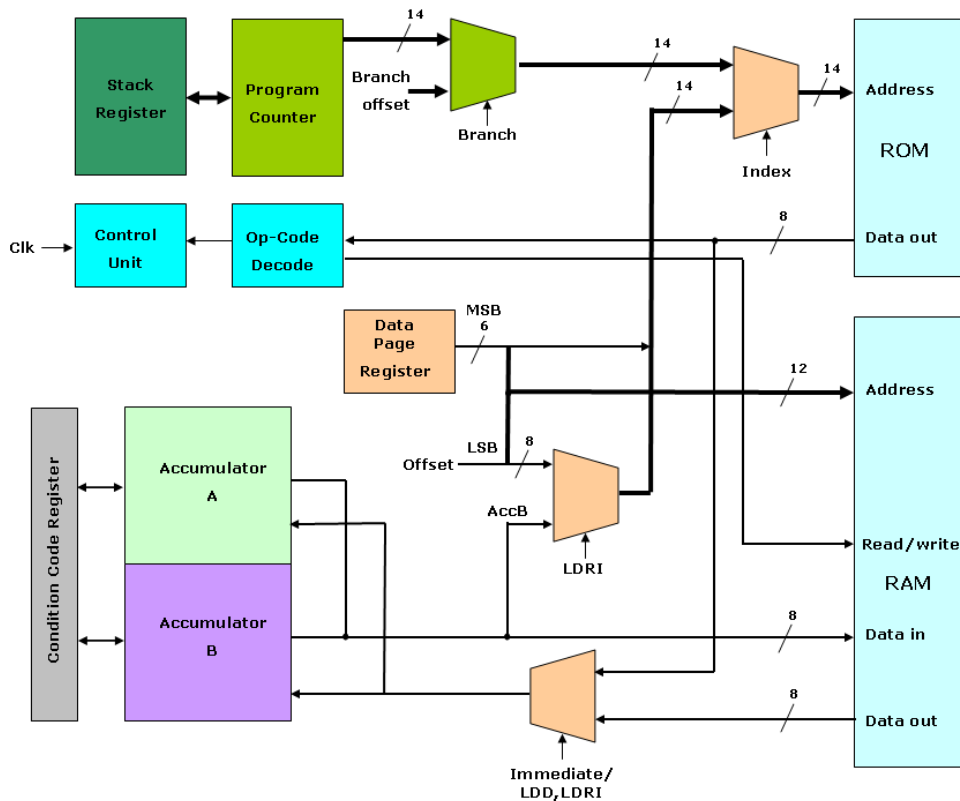 14
Branch
offset
Stack
Register
Program
Counter
Branch
14
14
14
Index
Address
ROM
Data out
8
Clk
Control
Unit
Op-Code
Decode
Data
Page
Register
MSB
6
12
Address
LSB
8
Offset
AccB
LDRI
Read/write
RAM
Condition Code Register
Accumulator
A
Accumulator
B
8
Data in
8
Data out
Immediate/
LDD,LDRI